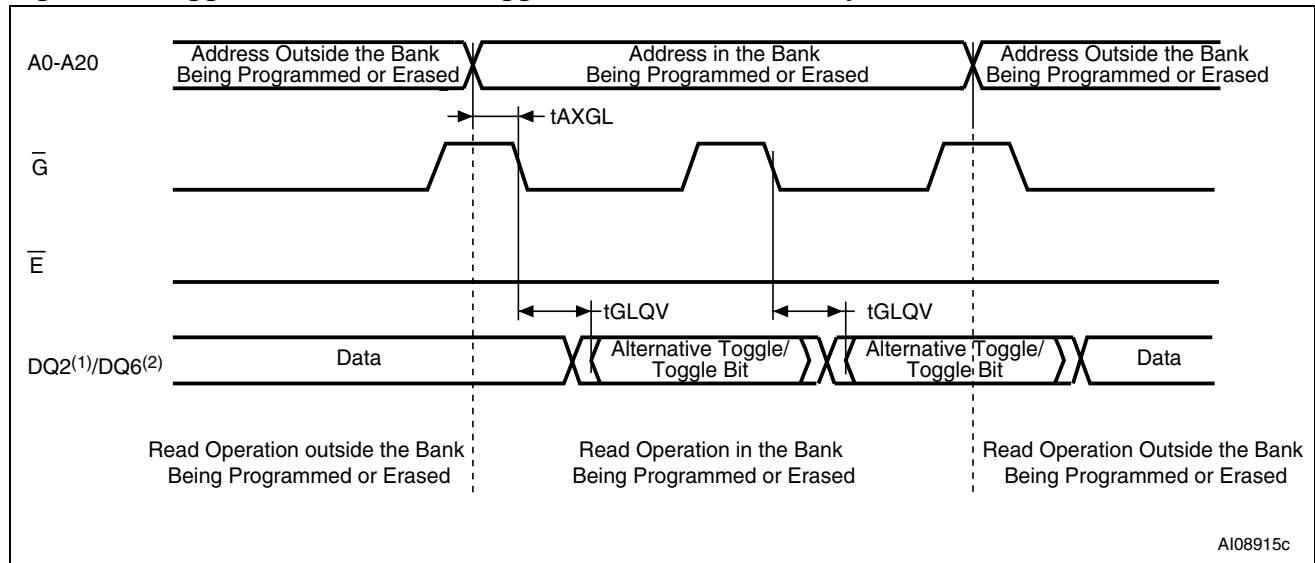 A0-A20
Address Outside the Bank
Being Programmed or Erased
Address in the Bank
Being Programmed or Erased
Address Outside the Bank
Being Programmed or Erased
tAXGL
G
E
tGLQV
tGLQV
DQ2(1)/DQ6(2)
Data
Alternative Toggle/
Toggle Bit
Alternative Toggle/
Toggle Bit
Data
Read Operation outside the Bank
Being Programmed or Erased
Read Operation in the Bank
Being Programmed or Erased
Read Operation Outside the Bank
Being Programmed or Erased
AI08915c